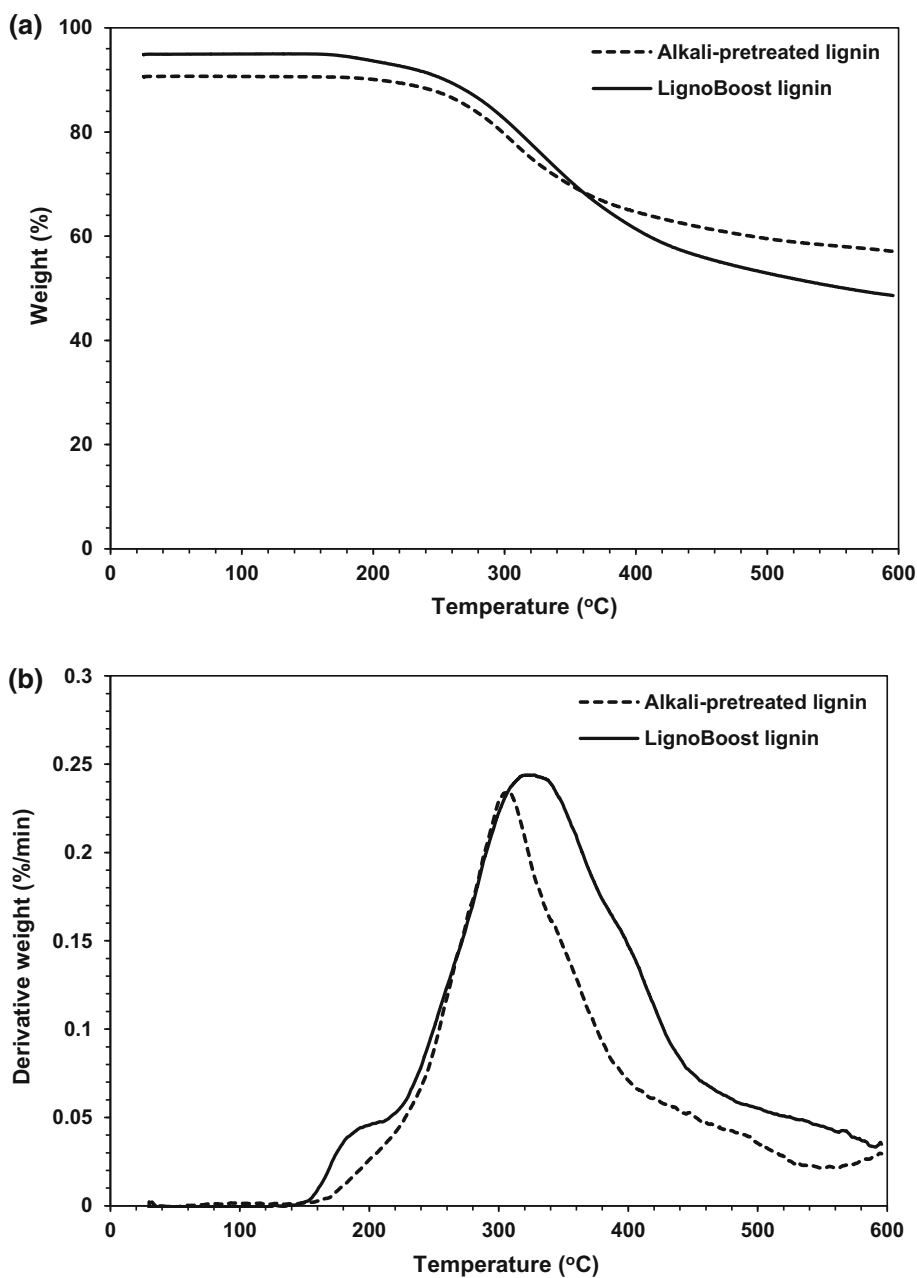 (a)
100
80
60
40
20
0
Weight (%)
Alkali-pretreated lignin
LignoBoost lignin
0 100 200 300 400 500 600
Temperature (ºC)
(b)
0.3
0.25
0.2
0.15
0.1
0.05
0
Derivative weight (%/min)
Alkali-pretreated lignin
LignoBoost lignin
0 100 200 300 400 500 600
Temperature (ºC)